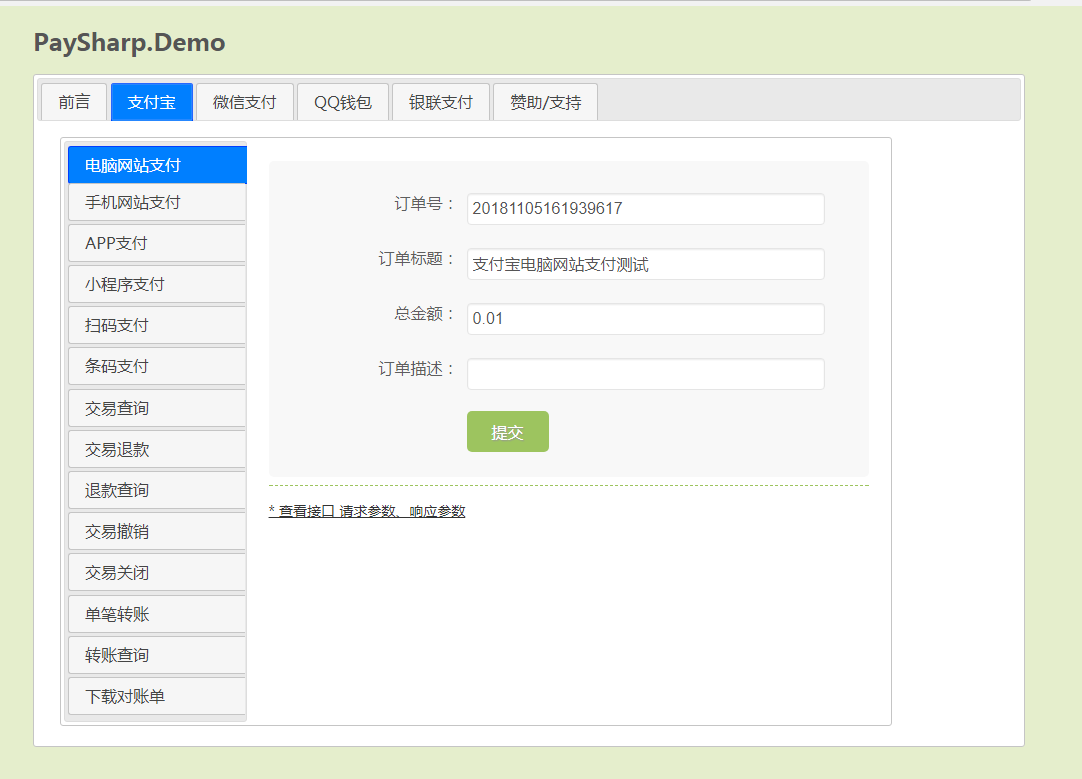 PaySharp.Demo
前言 支付宝 微信支付 QQ钱包 银联支付 赞助/支持
电脑网站支付
手机网站支付
APP支付
小程序支付
扫码支付
条码支付
交易查询
交易退款
退款查询
交易撤销
交易关闭
单笔转账
转账查询
下载对账单
订单号： 20181105161939617
订单标题： 支付宝电脑网站支付测试
总金额： 0.01
订单描述：
提交
* 查看接口 请求参数、响应参数